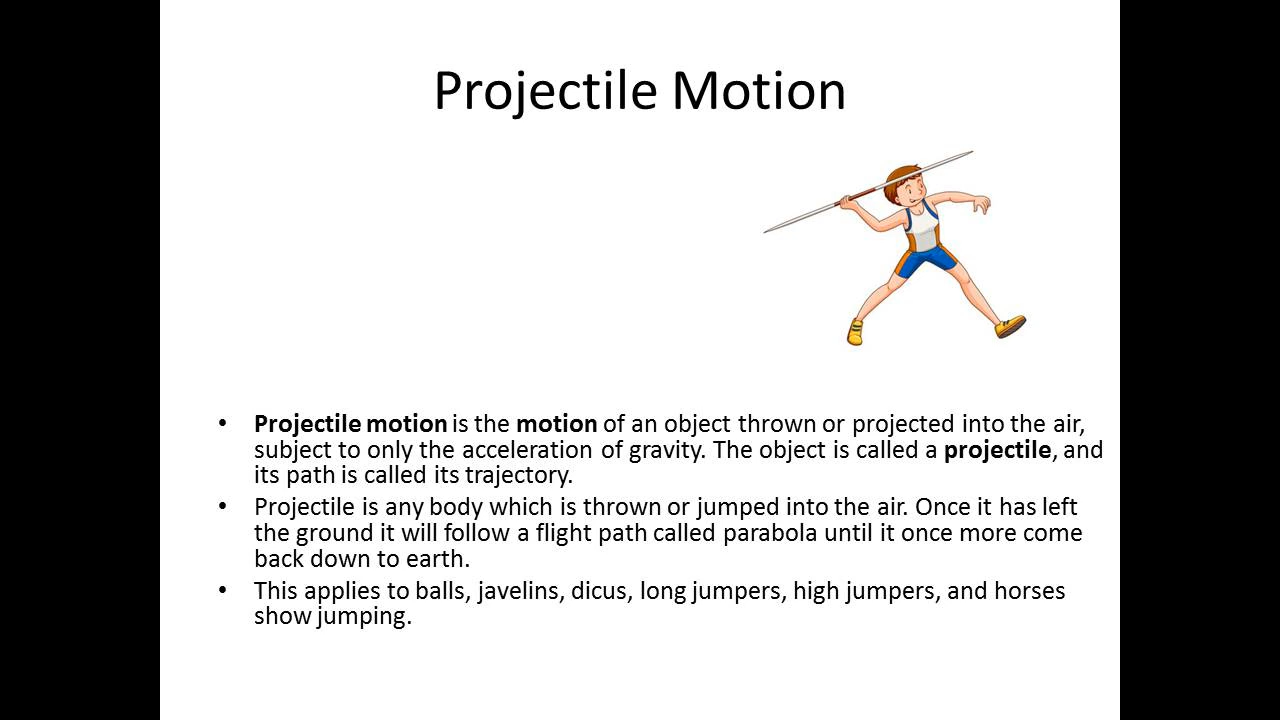 Projectile Motion
• Projectile motion is the motion of an object thrown or projected into the air,
subject to only the acceleration of gravity. The object is called a projectile, and
its path is called its trajectory.
• Projectile is any body which is thrown or jumped into the air. Once it has left
the ground it will follow a flight path called parabola until it once more come
back down to earth.
• This applies to balls, javelins, dicus, long jumpers, high jumpers, and horses
show jumping.